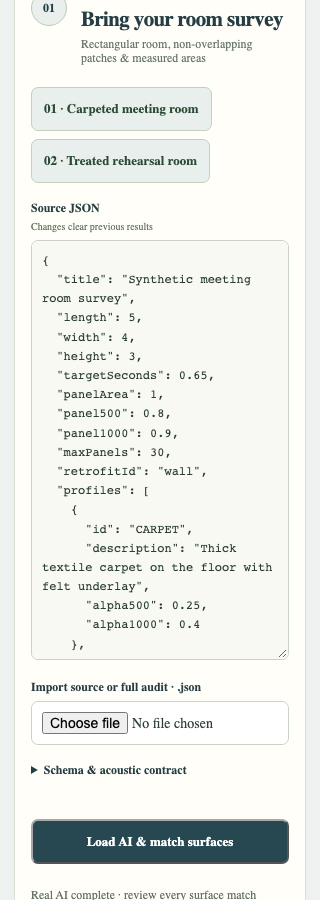 01
Bring your room survey
Rectangular room, non-overlapping
patches & measured areas
01 · Carpeted meeting room
02 · Treated rehearsal room
Source JSON
Changes clear previous results
{
  "title": "Synthetic meeting
room survey",
  "length": 5,
  "width": 4,
  "height": 3,
  "targetSeconds": 0.65,
  "panelArea": 1,
  "panel500": 0.8,
  "panel1000": 0.9,
  "maxPanels": 30,
  "retrofitId": "wall",
  "profiles": [
    {
      "id": "CARPET",
      "description": "Thick
textile carpet on the floor with
felt underlay",
      "alpha500": 0.25,
      "alpha1000": 0.4
    },
Import source or full audit · .json
Choose file No file chosen
Schema & acoustic contract
Load AI & match surfaces
Real AI complete · review every surface match